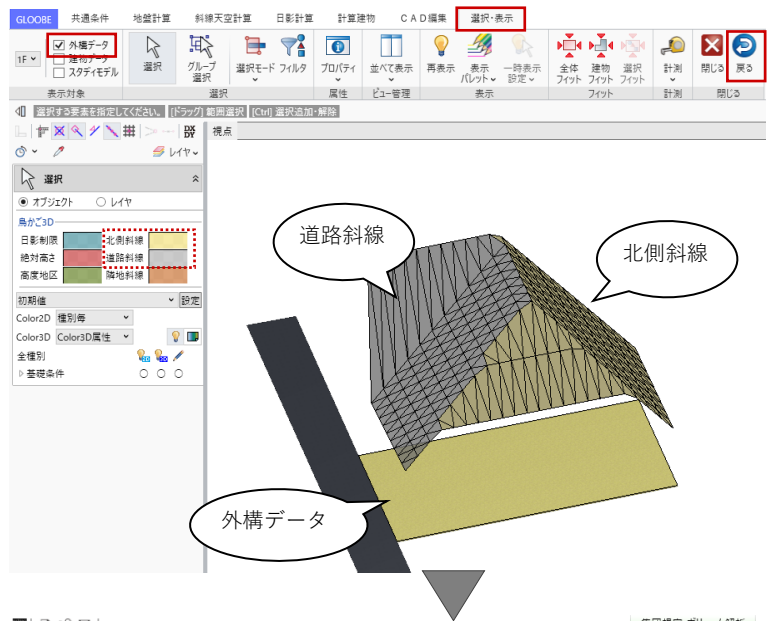 GLOOBE 共通条件 地盤計算 斜線天空計算 日影計算 計算建物 CAD編集 選択・表示
1F
外構データ
建物データ
スタディモデル
選択
グループ選択
選択モード
フィルタ
プロパティ
並べて表示
再表示
表示パレット
一時表示設定
全体フィット
建物フィット
選択フィット
計測
閉じる
戻る
表示対象 選択 属性 ビュー管理 表示 フィット 計測 閉じる
選択する要素を指定してください。 [ドラッグ] 範囲選択 [Ctrl] 選択追加・解除
DX
DY
視点
レイヤ
選択
オブジェクト レイヤ
鳥かご3D
日影制限 北側斜線
絶対高さ 道路斜線
高度地区 隣地斜線
初期値 設定
Color2D 種別毎
Color3D Color3D属性
全種別 2D 3D
基礎条件
道路斜線
北側斜線
外構データ